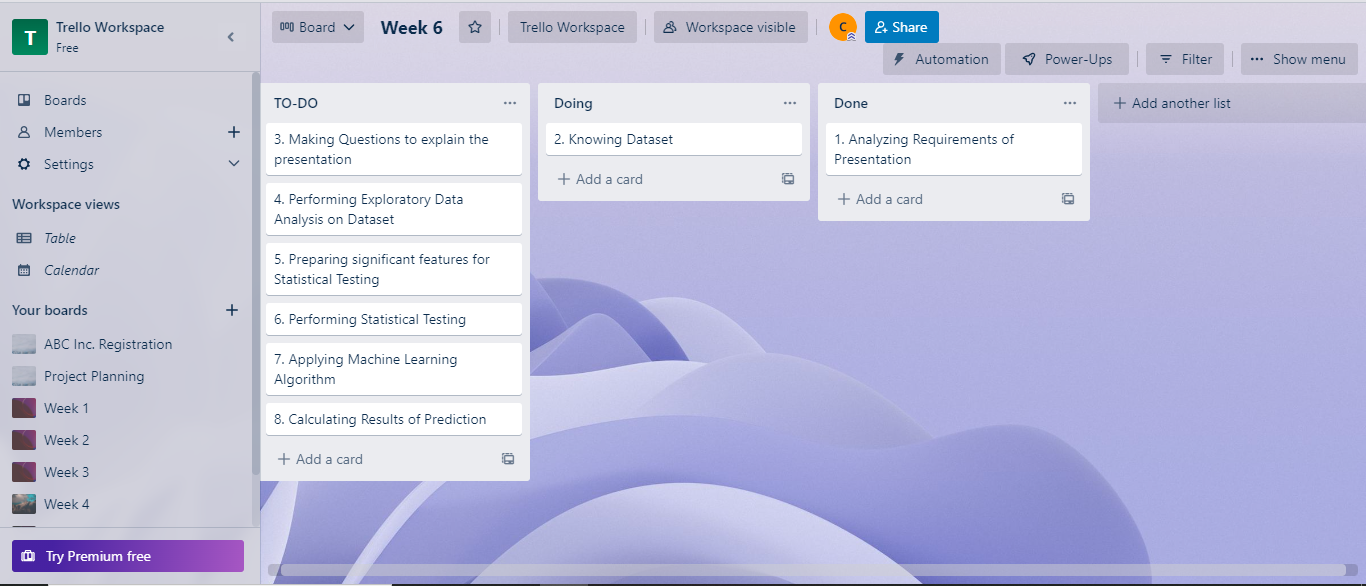 T
Trello Workspace
Free
Boards
Members
Settings
Workspace views
Table
Calendar
Your boards
ABC Inc. Registration
Project Planning
Week 1
Week 2
Week 3
Week 4
Try Premium free
Board
Week 6
Trello Workspace
Workspace visible
C
Share
Automation
Power-Ups
Filter
Show menu
TO-DO
3. Making Questions to explain the
presentation
4. Performing Exploratory Data
Analysis on Dataset
5. Preparing significant features for
Statistical Testing
6. Performing Statistical Testing
7. Applying Machine Learning
Algorithm
8. Calculating Results of Prediction
Add a card
Doing
2. Knowing Dataset
Add a card
Done
1. Analyzing Requirements of
Presentation
Add a card
Add another list